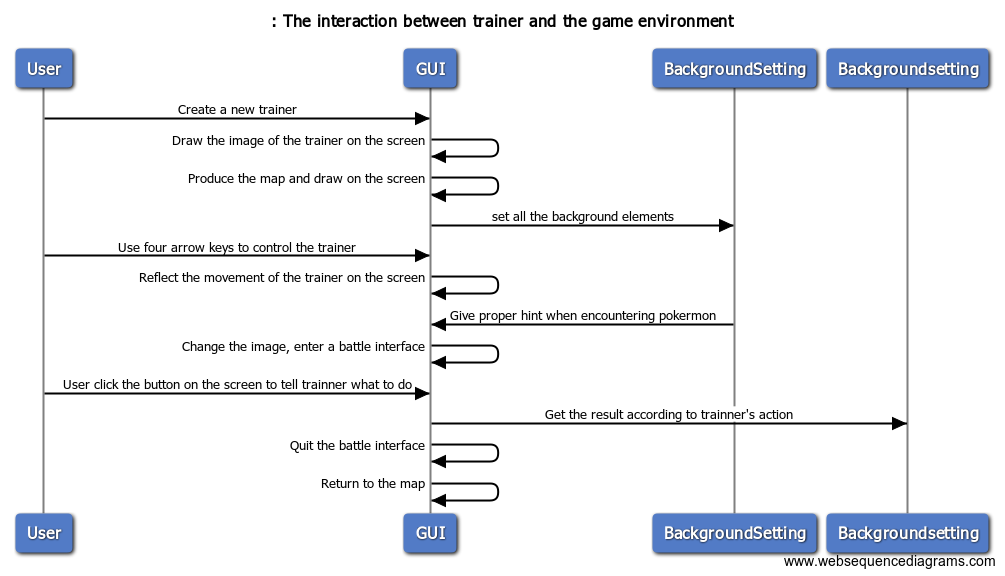 : The interaction between trainer and the game environment
User
GUI
BackgroundSetting
Backgroundsetting
Create a new trainer
Draw the image of the trainer on the screen
Produce the map and draw on the screen
set all the background elements
Use four arrow keys to control the trainer
Reflect the movement of the trainer on the screen
Give proper hint when encountering pokermon
Change the image, enter a battle interface
User click the button on the screen to tell trainner what to do
Get the result according to trainner's action
Quit the battle interface
Return to the map
User
GUI
BackgroundSetting
Backgroundsetting
www.websequencediagrams.com